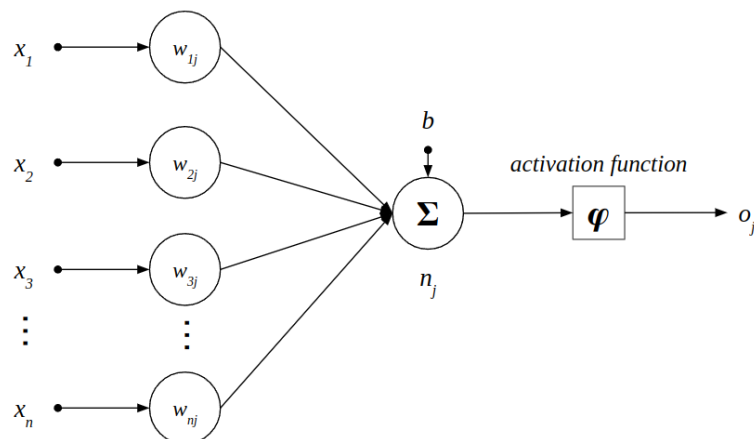 x1
w1j
x2
w2j
b
activation function
Σ
φ
oj
nj
x3
w3j
⋮
⋮
xn
wnj